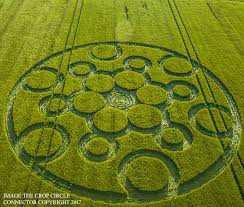 IMAGE THE CROP CIRCLE
CONNECTOR COPYRIGHT 2017